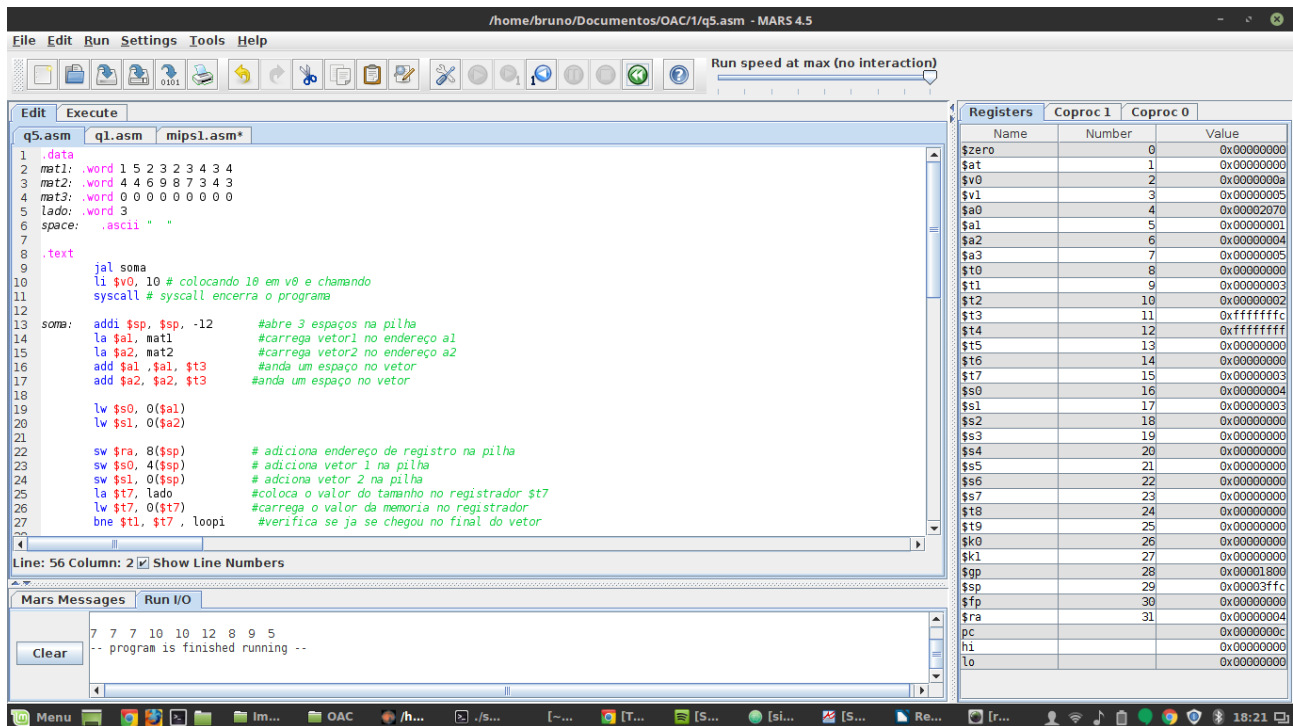 /home/bruno/Documentos/OAC/1/q5.asm - MARS 4.5
File Edit Run Settings Tools Help
Run speed at max (no interaction)
Edit Execute
q5.asm q1.asm mips1.asm*
1 .data
2 mat1: .word 1 5 2 3 2 3 4 3 4
3 mat2: .word 4 4 6 9 8 7 3 4 3
4 mat3: .word 0 0 0 0 0 0 0 0 0
5 lado: .word 3
6 space: .ascii "  "
7
8 .text
9 jal soma
10 li $v0, 10 # colocando 10 em v0 e chamando
11 syscall # syscall encerra o programa
12
13 soma: addi $sp, $sp, -12 #abre 3 espaços na pilha
14 la $a1, mat1 #carrega vetor1 no endereço a1
15 la $a2, mat2 #carrega vetor2 no endereço a2
16 add $a1 ,$a1, $t3 #anda um espaço no vetor
17 add $a2, $a2, $t3 #anda um espaço no vetor
18
19 lw $s0, 0($a1)
20 lw $s1, 0($a2)
21
22 sw $ra, 8($sp) # adiciona endereço de registro na pilha
23 sw $s0, 4($sp) # adiciona vetor 1 na pilha
24 sw $s1, 0($sp) # adciona vetor 2 na pilha
25 la $t7, lado #coloca o valor do tamanho no registrador $t7
26 lw $t7, 0($t7) #carrega o valor da memoria no registrador
27 bne $t1, $t7 , loopi #verifica se ja se chegou no final do vetor
Line: 56 Column: 2 Show Line Numbers
Mars Messages Run I/O
Clear
7 7 7 10 10 12 8 9 5
-- program is finished running --
Registers Coproc 1 Coproc 0
Name Number Value
$zero 0 0x00000000
$at 1 0x00000000
$v0 2 0x0000000a
$v1 3 0x00000005
$a0 4 0x00002070
$a1 5 0x00000001
$a2 6 0x00000004
$a3 7 0x00000005
$t0 8 0x00000000
$t1 9 0x00000003
$t2 10 0x00000002
$t3 11 0xfffffffc
$t4 12 0xffffffff
$t5 13 0x00000000
$t6 14 0x00000000
$t7 15 0x00000003
$s0 16 0x00000004
$s1 17 0x00000003
$s2 18 0x00000000
$s3 19 0x00000000
$s4 20 0x00000000
$s5 21 0x00000000
$s6 22 0x00000000
$s7 23 0x00000000
$t8 24 0x00000000
$t9 25 0x00000000
$k0 26 0x00000000
$k1 27 0x00000000
$gp 28 0x00001800
$sp 29 0x00003ffc
$fp 30 0x00000000
$ra 31 0x00000004
pc 0x0000000c
hi 0x00000000
lo 0x00000000
Menu Im... OAC /h... ./s... [~... [T... [S... [si... [S... Re... [r... 18:21